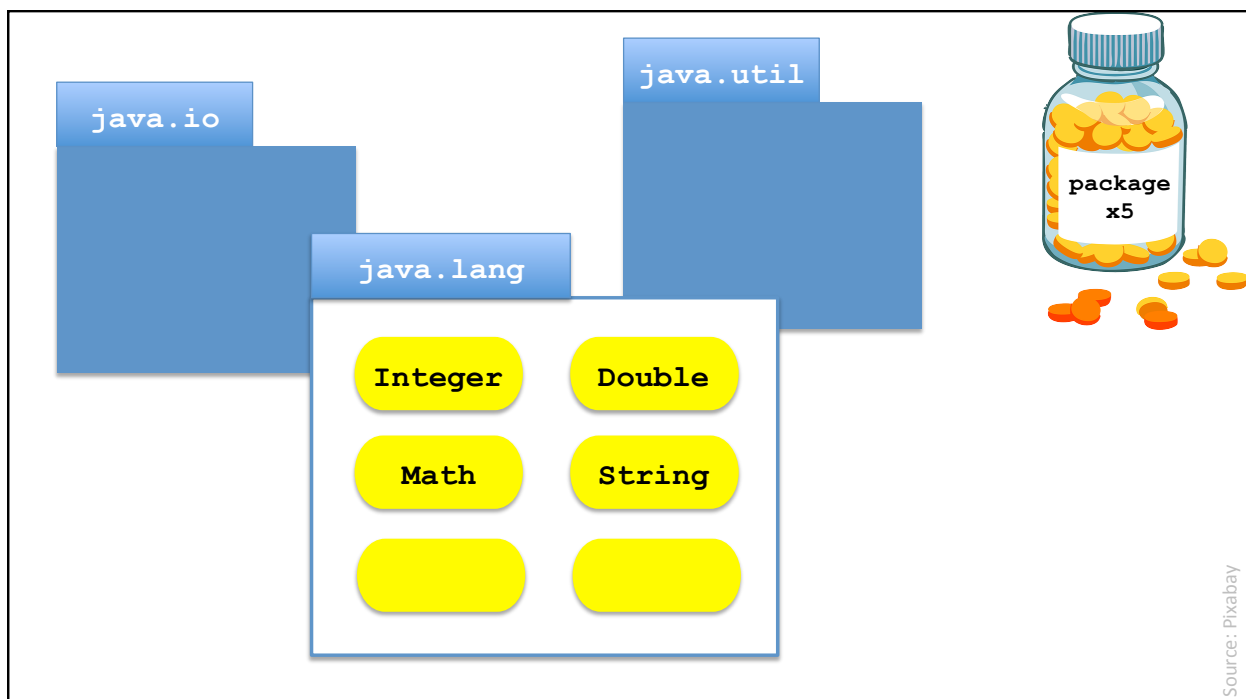 java.io
java.util
package
x5
java.lang
Integer
Double
Math
String
Source: Pixabay